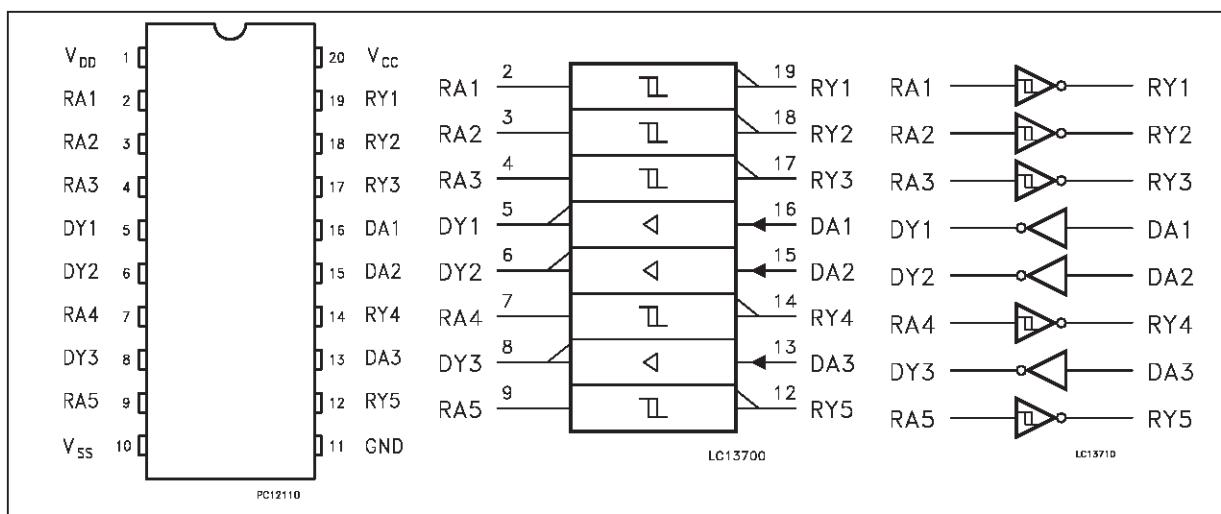 V_DD 1 20 V_CC
RA1 2 19 RY1
RA2 3 18 RY2
RA3 4 17 RY3
DY1 5 16 DA1
DY2 6 15 DA2
RA4 7 14 RY4
DY3 8 13 DA3
RA5 9 12 RY5
V_SS 10 11 GND
PC12110
RA1 2 19 RY1
RA2 3 18 RY2
RA3 4 17 RY3
DY1 5 16 DA1
DY2 6 15 DA2
RA4 7 14 RY4
DY3 8 13 DA3
RA5 9 12 RY5
LC13700
RA1 RY1
RA2 RY2
RA3 RY3
DY1 DA1
DY2 DA2
RA4 RY4
DY3 DA3
RA5 RY5
LC13710